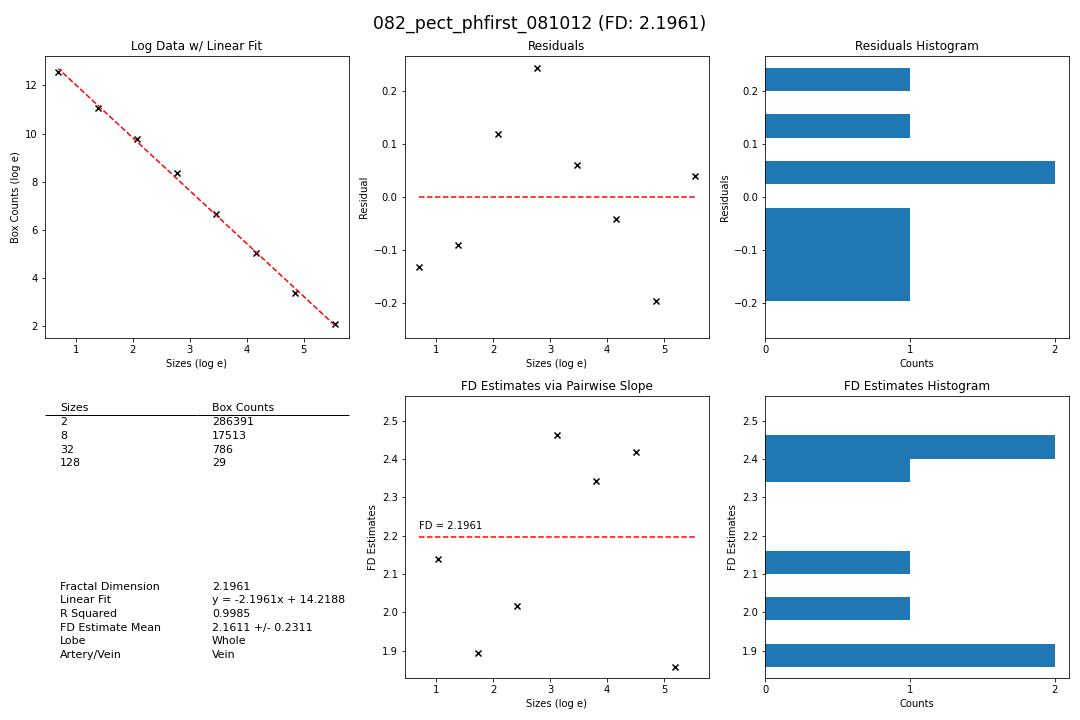 082_pect_phfirst_081012 (FD: 2.1961)
Log Data w/ Linear Fit
12
10
8
6
4
2
Box Counts (log e)
1 2 3 4 5
Sizes (log e)
Residuals
0.2
0.1
0.0
−0.1
−0.2
Residual
1 2 3 4 5
Sizes (log e)
Residuals Histogram
0.2
0.1
0.0
−0.1
−0.2
Residuals
0 1 2
Counts
Sizes Box Counts
2 286391
8 17513
32 786
128 29
Fractal Dimension 2.1961
Linear Fit y = -2.1961x + 14.2188
R Squared 0.9985
FD Estimate Mean 2.1611 +/- 0.2311
Lobe Whole
Artery/Vein Vein
FD Estimates via Pairwise Slope
2.5
2.4
2.3
2.2
2.1
2.0
1.9
FD Estimates
FD = 2.1961
1 2 3 4 5
Sizes (log e)
FD Estimates Histogram
2.5
2.4
2.3
2.2
2.1
2.0
1.9
FD Estimates
0 1 2
Counts